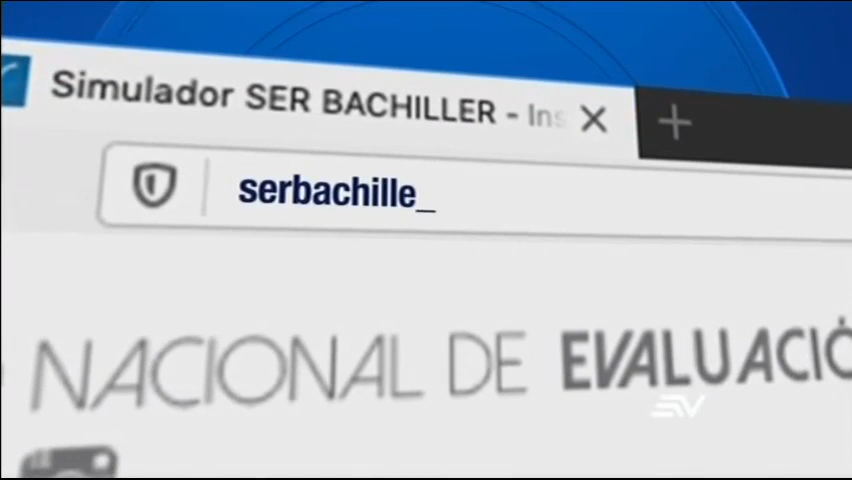 Simulador SER BACHILLER - Ins
serbachille_
NACIONAL DE EVALUACIÓ